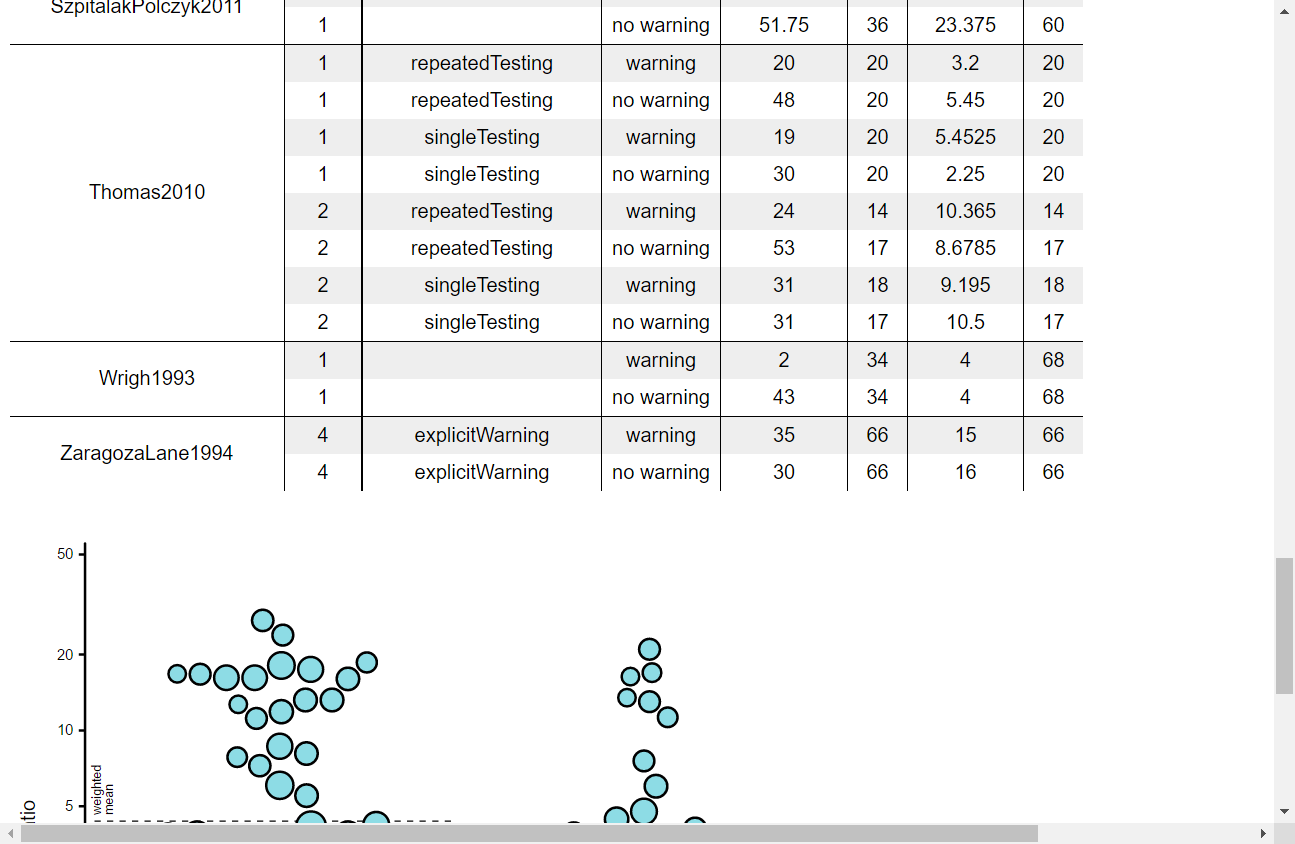 SzpitalakPolczyk2011
1 no warning 51.75 36 23.375 60
1 repeatedTesting warning 20 20 3.2 20
1 repeatedTesting no warning 48 20 5.45 20
1 singleTesting warning 19 20 5.4525 20
Thomas2010
1 singleTesting no warning 30 20 2.25 20
2 repeatedTesting warning 24 14 10.365 14
2 repeatedTesting no warning 53 17 8.6785 17
2 singleTesting warning 31 18 9.195 18
2 singleTesting no warning 31 17 10.5 17
Wrigh1993
1 warning 2 34 4 68
1 no warning 43 34 4 68
ZaragozaLane1994
4 explicitWarning warning 35 66 15 66
4 explicitWarning no warning 30 66 16 66
50
20
10
5
weighted
mean